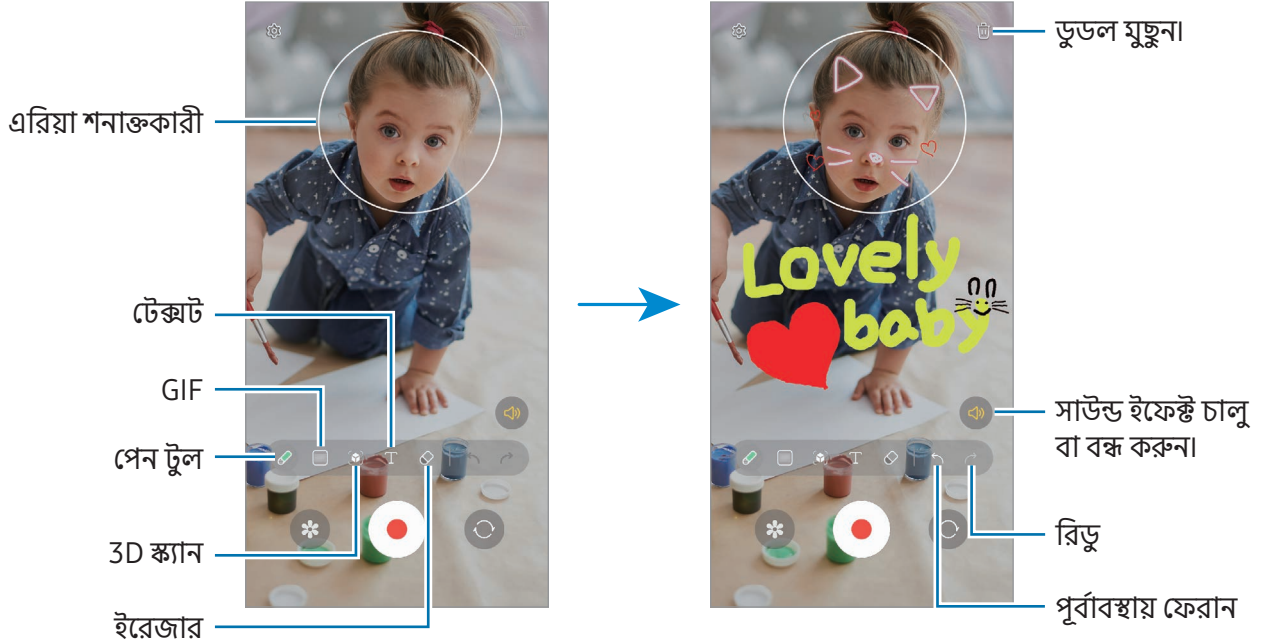 এরিয়া শনাক্তকারী
টেক্সট
GIF
পেন টুল
3D স্ক্যান
ইরেজার
T
ডুডল মুছুন।
Lovely
baby
সাউন্ড ইফেক্ট চালু
বা বন্ধ করুন।
T
রিডু
পূর্বাবস্থায় ফেরান